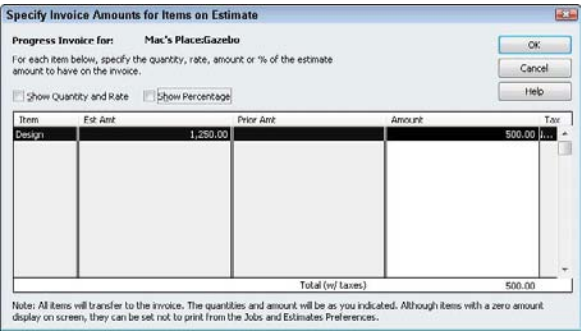 Specify Invoice Amounts for Items on Estimate
Progress Invoice for: Mac's Place:Gazebo
OK
For each item below, specify the quantity, rate, amount or % of the estimate
amount to have on the invoice.
Cancel
Help
Show Quantity and Rate Show Percentage
Item Est Amt Prior Amt Amount Tax
Design 1,250.00 500.00
Total (w/ taxes) 500.00
Note: All items will transfer to the invoice. The quantities and amount will be as you indicated. Although items with a zero amount
display on screen, they can be set not to print from the Jobs and Estimates Preferences.